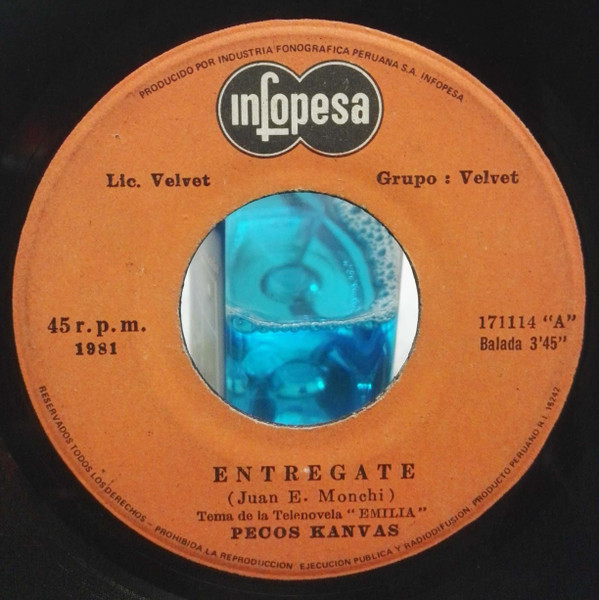 PRODUCIDO POR INDUSTRIA FONOGRAFICA PERUANA S.A. INFOPESA
infopesa
Lic. Velvet
Grupo : Velvet
45 r.p.m.
1981
171114 "A"
Balada 3'45"
ENTREGATE
(Juan E. Monchi)
Tema de la Telenovela "EMILIA"
PECOS KANVAS
RESERVADOS TODOS LOS DERECHOS - PROHIBIDA LA REPRODUCCION EJECUCION PUBLICA Y RADIODIFUSION. PRODUCTO PERUANO R.I. 16242